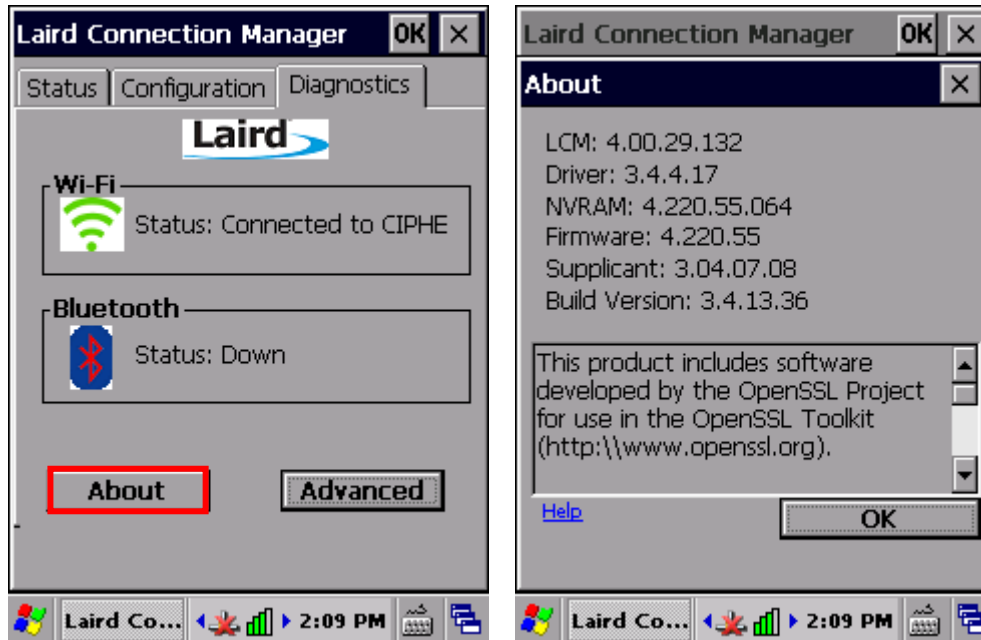 Laird Connection Manager OK
Status Configuration Diagnostics
Laird
Wi-Fi
Status: Connected to CIPHE
Bluetooth
Status: Down
About Advanced
Laird Co... 2:09 PM
Laird Connection Manager OK
About
LCM: 4.00.29.132
Driver: 3.4.4.17
NVRAM: 4.220.55.064
Firmware: 4.220.55
Supplicant: 3.04.07.08
Build Version: 3.4.13.36
This product includes software
developed by the OpenSSL Project
for use in the OpenSSL Toolkit
(http:\\www.openssl.org).
Help OK
Laird Co... 2:09 PM